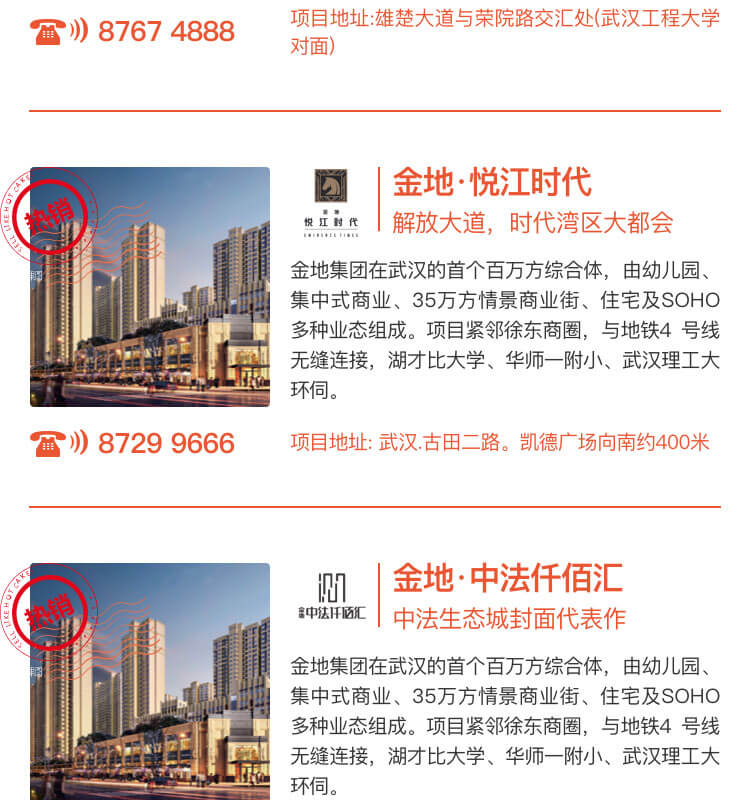 8767 4888
项目地址:雄楚大道与荣院路交汇处(武汉工程大学
对面)
热销
SELL LIKE HOT CAKE
金地
悦江时代
EMINENCE TIMES
金地·悦江时代
解放大道，时代湾区大都会
金地集团在武汉的首个百万方综合体，由幼儿园、
集中式商业、35万方情景商业街、住宅及SOHO
多种业态组成。项目紧邻徐东商圈，与地铁4 号线
无缝连接，湖才比大学、华师一附小、武汉理工大
环伺。
8729 9666
项目地址: 武汉.古田二路。凯德广场向南约400米
热销
SELL LIKE HOT CAKE
金地
中法仟佰汇
金地·中法仟佰汇
中法生态城封面代表作
金地集团在武汉的首个百万方综合体，由幼儿园、
集中式商业、35万方情景商业街、住宅及SOHO
多种业态组成。项目紧邻徐东商圈，与地铁4 号线
无缝连接，湖才比大学、华师一附小、武汉理工大
环伺。